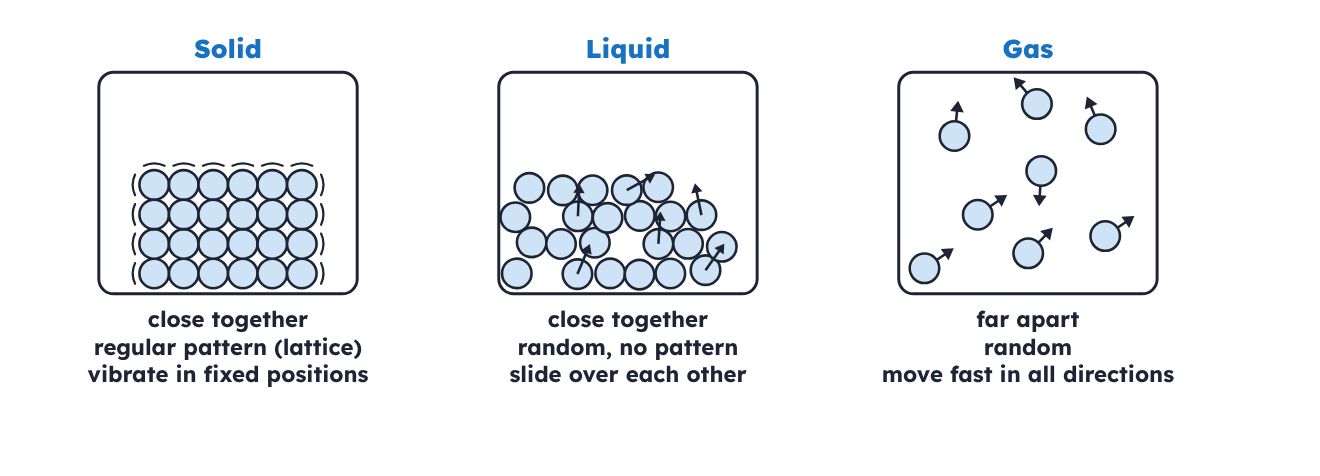 Solid
close together
regular pattern (lattice)
vibrate in fixed positions
Liquid
close together
random, no pattern
slide over each other
Gas
far apart
random
move fast in all directions